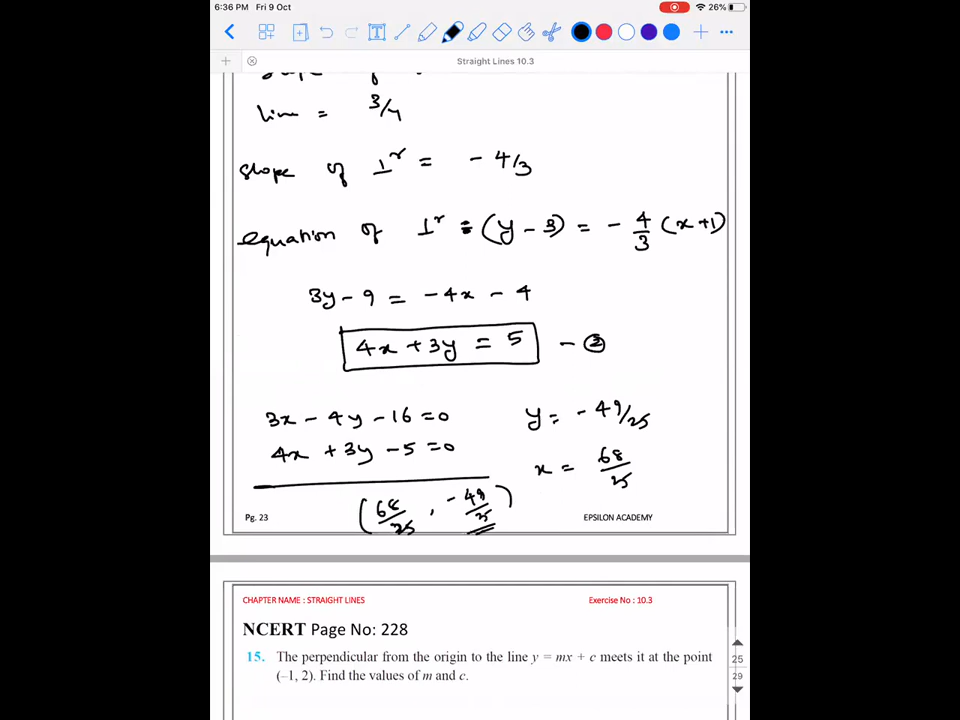 6:36 PM Fri 9 Oct 26%
Straight Lines 10.3
line = 3/4
slope of ⊥r = - 4/3
equation of ⊥r = (y - 3) = - 4/3 (x+1)
3y - 9 = -4x - 4
4x + 3y = 5 - ②
3x - 4y - 16 = 0 y = - 49/25
4x + 3y - 5 = 0 x = 68/25
(68/25, -49/25)
Pg. 23 EPSILON ACADEMY
CHAPTER NAME : STRAIGHT LINES Exercise No : 10.3
NCERT Page No: 228
15. The perpendicular from the origin to the line y = mx + c meets it at the point
(–1, 2). Find the values of m and c.
25
29